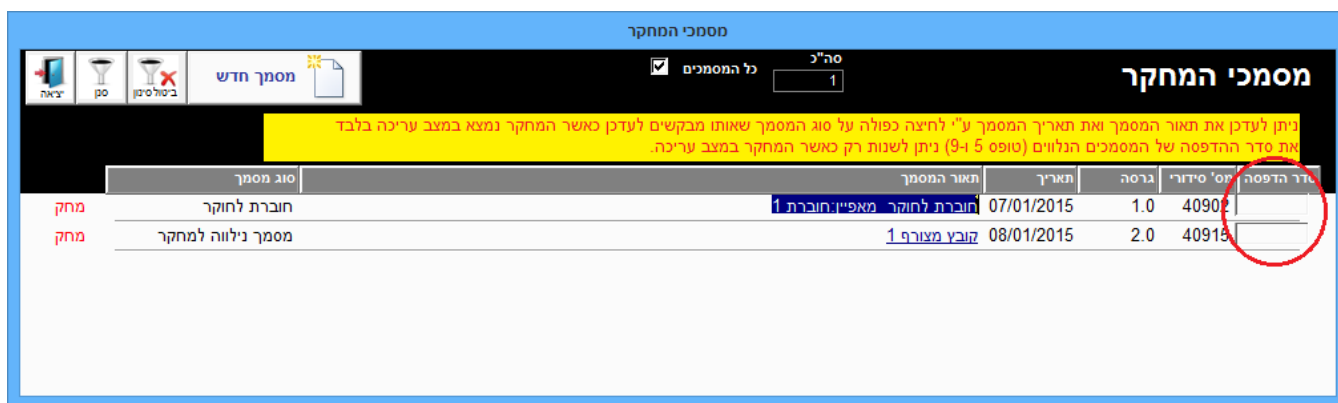 מסמכי המחקר
מסמכי המחקר
סה"כ
1
כל המסמכים
מסמך חדש
ביטול סינון
סנן
יציאה
ניתן לעדכן את תאור המסמך ואת תאריך המסמך ע"י לחיצה כפולה על סוג המסמך שאותו מבקשים לעדכן כאשר המחקר נמצא במצב עריכה בלבד
את סדר ההדפסה של המסמכים הנלווים (טופס 5 ו-9) ניתן לשנות רק כאשר המחקר במצב עריכה.
סדר הדפסה מס' סידורי גרסה תאריך תאור המסמך סוג מסמך
40902 1.0 07/01/2015 חוברת לחוקר מאפיין:חוברת 1 חוברת לחוקר מחק
40915 2.0 08/01/2015 קובץ מצורף 1 מסמך נילווה למחקר מחק